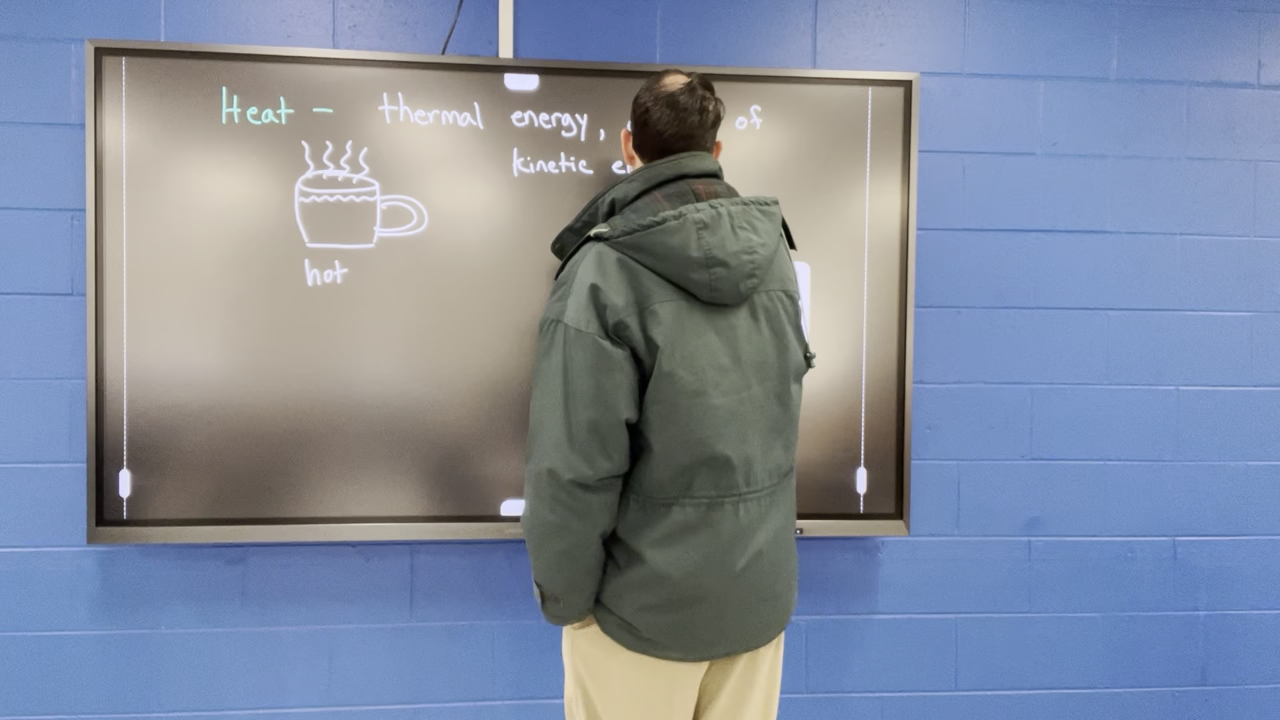 Heat - thermal energy, of
kinetic
hot